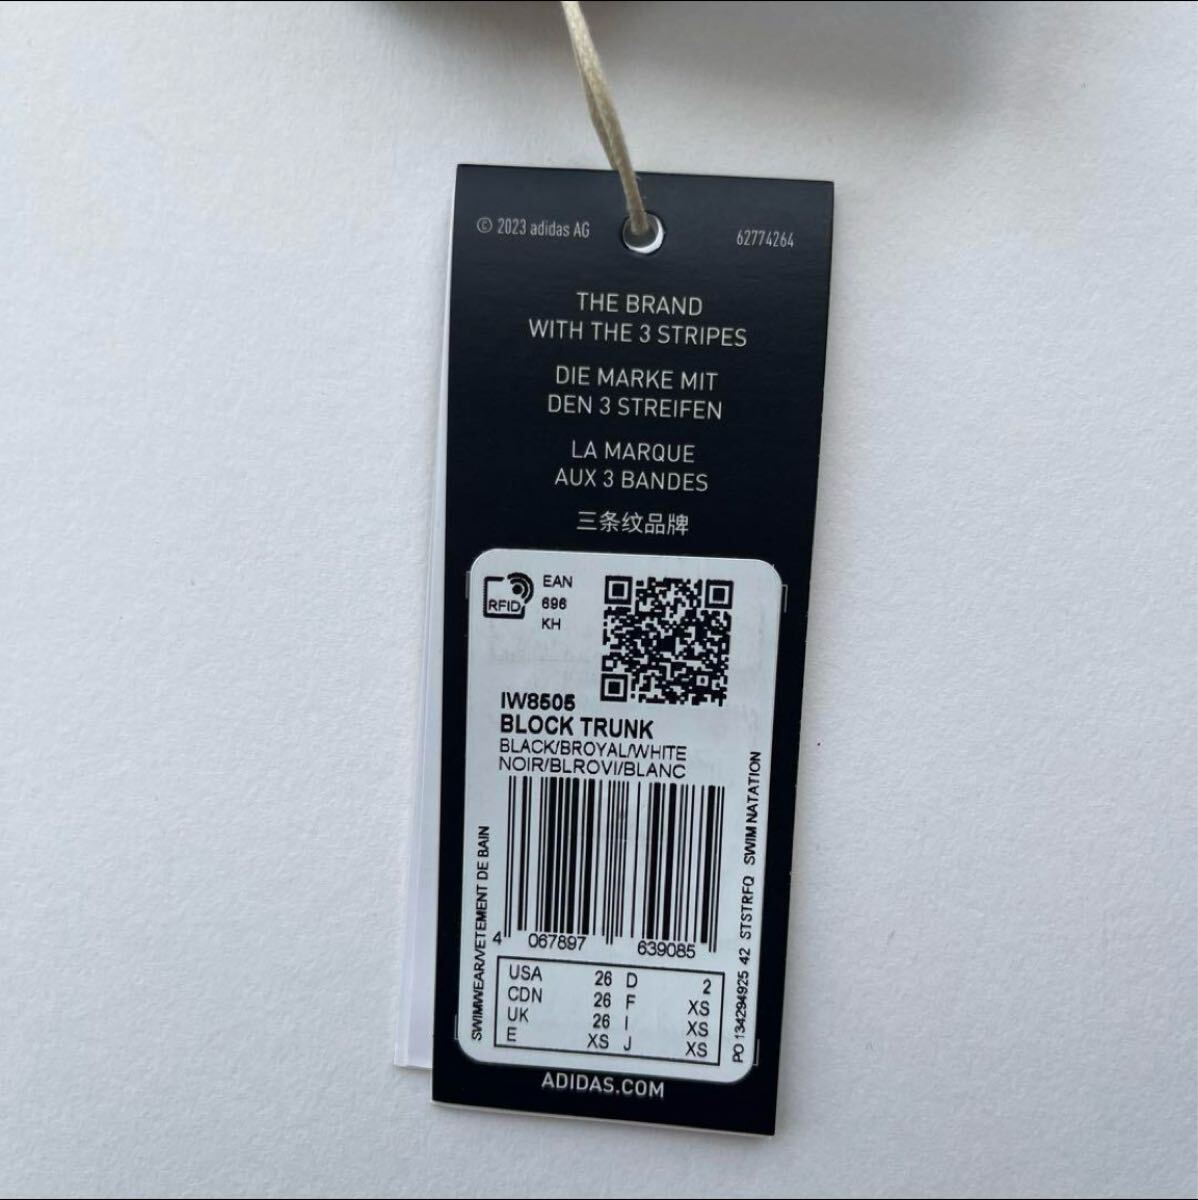 © 2023 adidas AG
62774264
THE BRAND
WITH THE 3 STRIPES
DIE MARKE MIT
DEN 3 STREIFEN
LA MARQUE
AUX 3 BANDES
三条纹品牌
RFID
EAN
696
KH
IW8505
BLOCK TRUNK
BLACK/BROYAL/WHITE
NOIR/BLROVI/BLANC
4 067897 639085
SWIMWEAR/VETEMENT DE BAIN
PO 134294925 42 STSTRFQ SWIM NATATION
USA 26 D 2
CDN 26 F XS
UK 26 I XS
E XS J XS
ADIDAS.COM